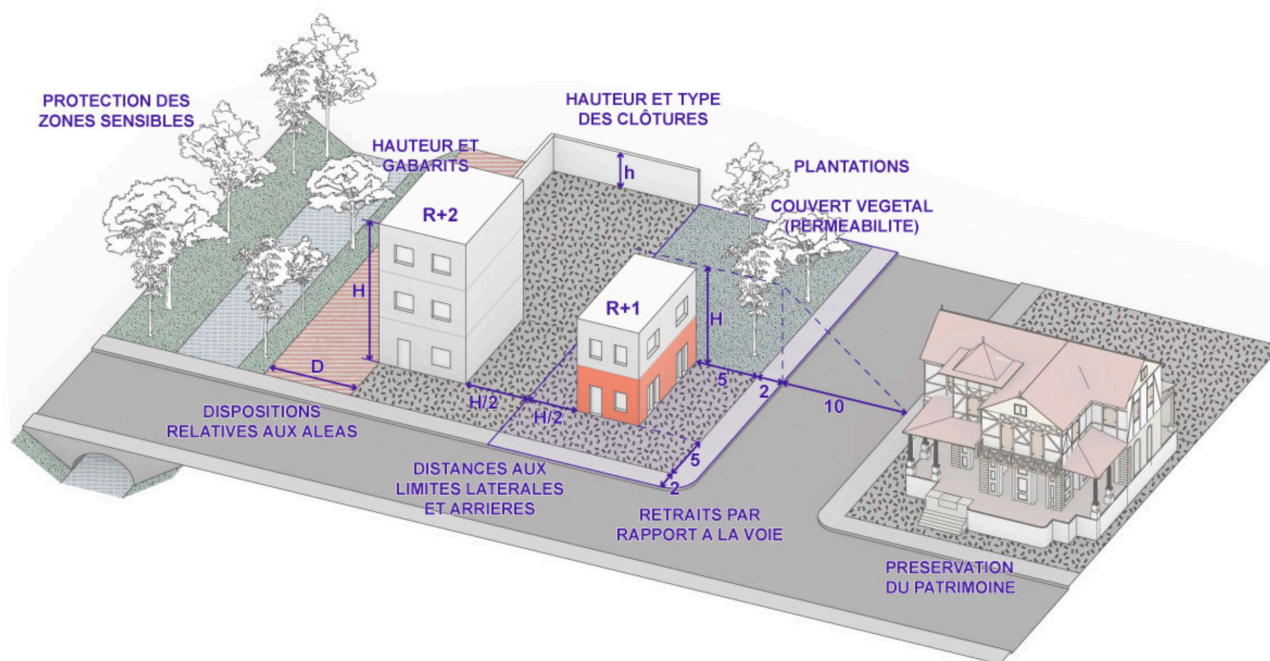 PROTECTION DES
ZONES SENSIBLES
HAUTEUR ET
GABARITS
HAUTEUR ET TYPE
DES CLÔTURES
h
PLANTATIONS
COUVERT VEGETAL
(PERMEABILITE)
R+2
H
R+1
H
D
H/2
H/2
5
2
10
5
2
DISPOSITIONS
RELATIVES AUX ALEAS
DISTANCES AUX
LIMITES LATERALES
ET ARRIERES
RETRAITS PAR
RAPPORT A LA VOIE
PRESERVATION
DU PATRIMOINE